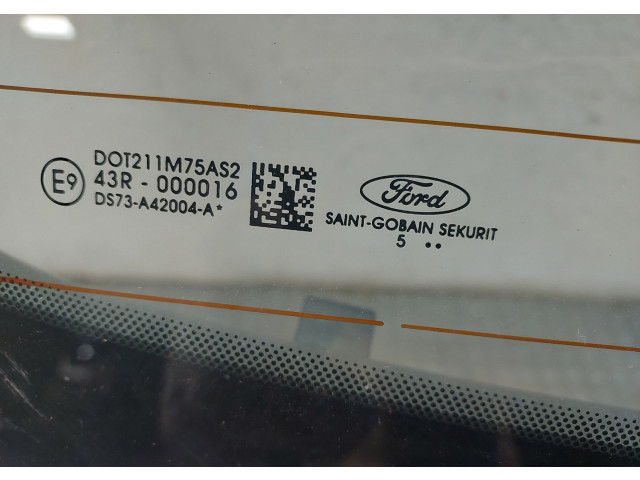 DOT211M75AS2
E9
43R - 000016
DS73-A42004-A*
Ford
SAINT-GOBAIN SEKURIT
5 ••